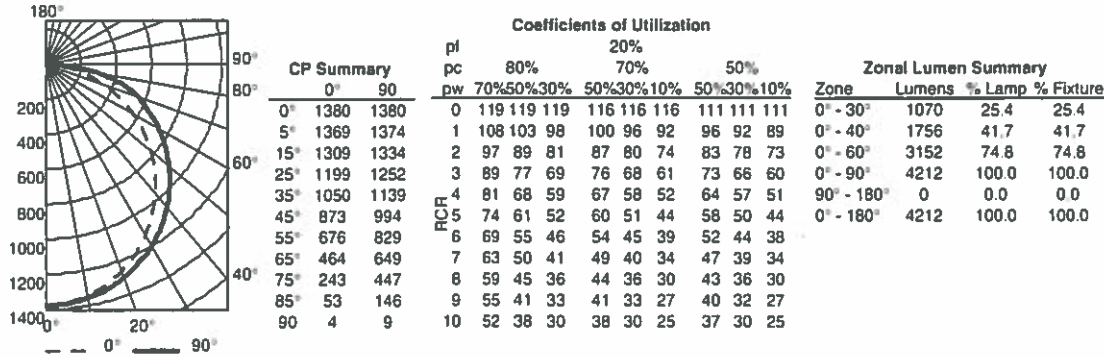 180°
90°
80°
60°
40°
20°
0°
200
400
600
800
1000
1200
1400
0° 90°
CP Summary
0° 90
0° 1380 1380
5° 1369 1374
15° 1309 1334
25° 1199 1252
35° 1050 1139
45° 873 994
55° 676 829
65° 464 649
75° 243 447
85° 53 146
90 4 9
Coefficients of Utilization
pf 20%
pc 80% 70% 50%
pw 70%50%30% 50%30%10% 50%30%10%
RCR
0 119 119 119 116 116 116 111 111 111
1 108 103 98 100 96 92 96 92 89
2 97 89 81 87 80 74 83 78 73
3 89 77 69 76 68 61 73 66 60
4 81 68 59 67 58 52 64 57 51
5 74 61 52 60 51 44 58 50 44
6 69 55 46 54 45 39 52 44 38
7 63 50 41 49 40 34 47 39 34
8 59 45 36 44 36 30 43 36 30
9 55 41 33 41 33 27 40 32 27
10 52 38 30 38 30 25 37 30 25
Zonal Lumen Summary
Zone Lumens % Lamp % Fixture
0° - 30° 1070 25.4 25.4
0° - 40° 1756 41.7 41.7
0° - 60° 3152 74.8 74.8
0° - 90° 4212 100.0 100.0
90° - 180° 0 0.0 0.0
0° - 180° 4212 100.0 100.0